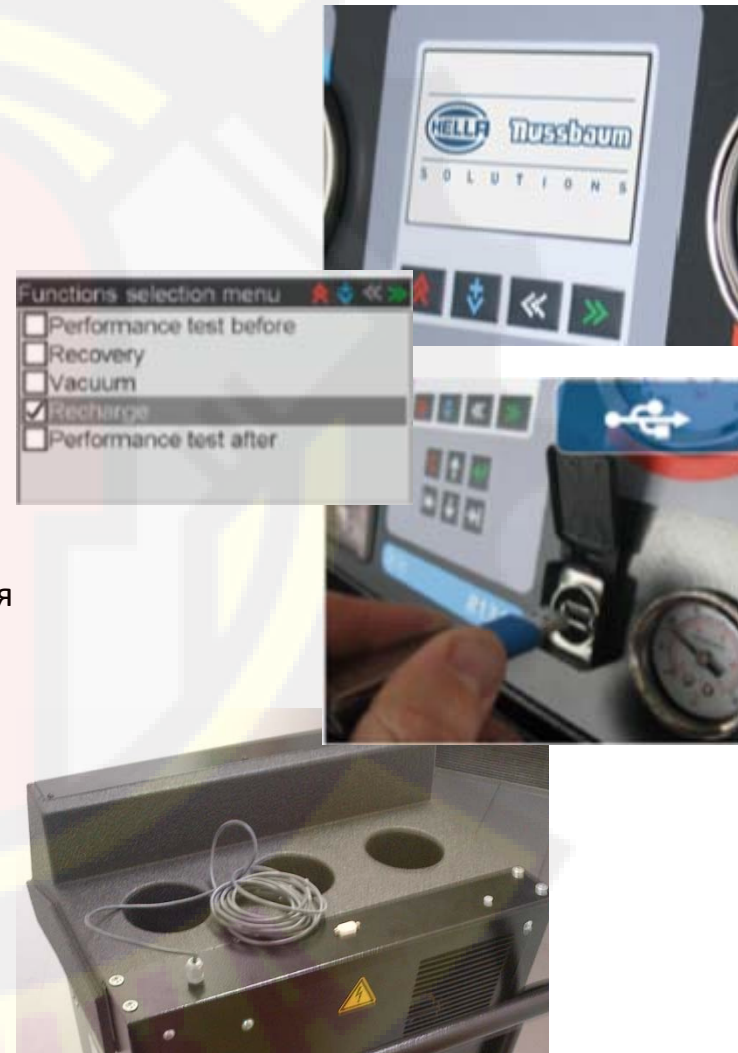 HELLA Nussbaum
SOLUTIONS
Functions selection menu
Performance test before
Recovery
Vacuum
Recharge
Performance test after
я